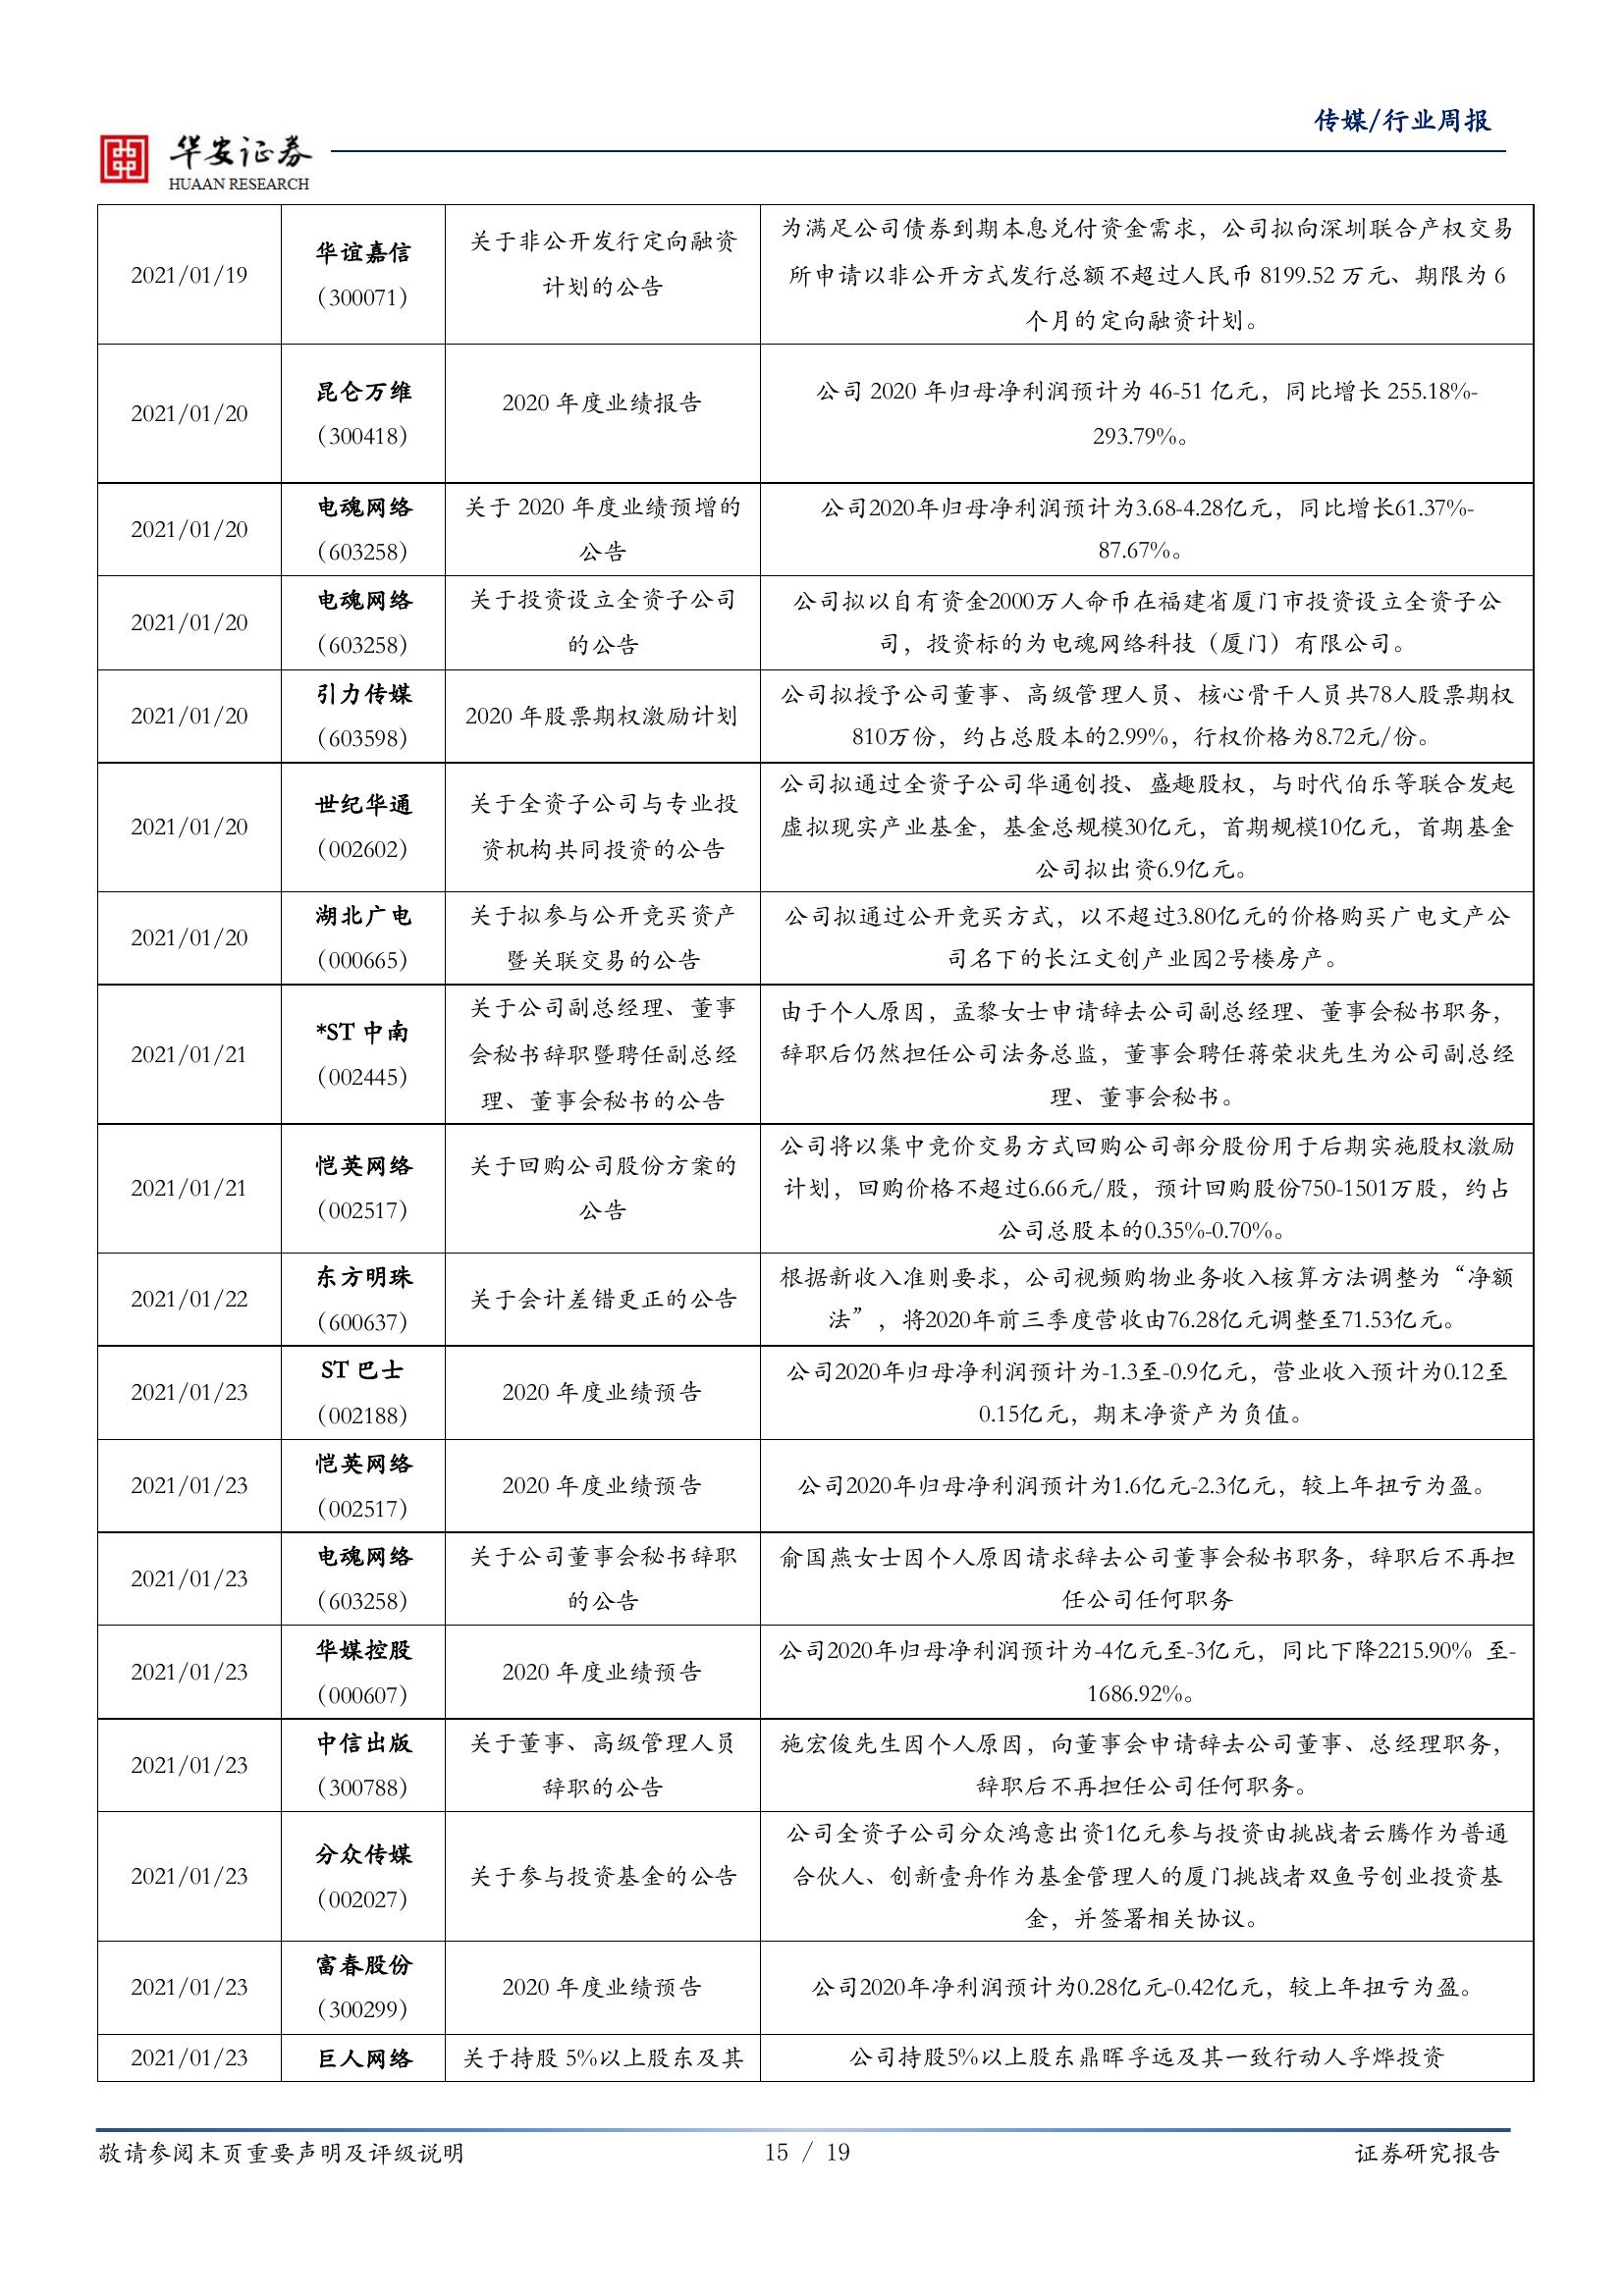 传媒/行业周报
华安证券
HUAAN RESEARCH
2021/01/19
华谊嘉信
（300071）
关于非公开发行定向融资
计划的公告
为满足公司债券到期本息兑付资金需求，公司拟向深圳联合产权交易
所申请以非公开方式发行总额不超过人民币 8199.52 万元、期限为 6
个月的定向融资计划。
2021/01/20
昆仑万维
（300418）
2020 年度业绩报告
公司 2020 年归母净利润预计为 46-51 亿元，同比增长 255.18%-
293.79%。
2021/01/20
电魂网络
（603258）
关于 2020 年度业绩预增的
公告
公司2020年归母净利润预计为3.68-4.28亿元，同比增长61.37%-
87.67%。
2021/01/20
电魂网络
（603258）
关于投资设立全资子公司
的公告
公司拟以自有资金2000万人命币在福建省厦门市投资设立全资子公
司，投资标的为电魂网络科技（厦门）有限公司。
2021/01/20
引力传媒
（603598）
2020 年股票期权激励计划
公司拟授予公司董事、高级管理人员、核心骨干人员共78人股票期权
810万份，约占总股本的2.99%，行权价格为8.72元/份。
2021/01/20
世纪华通
（002602）
关于全资子公司与专业投
资机构共同投资的公告
公司拟通过全资子公司华通创投、盛趣股权，与时代伯乐等联合发起
虚拟现实产业基金，基金总规模30亿元，首期规模10亿元，首期基金
公司拟出资6.9亿元。
2021/01/20
湖北广电
（000665）
关于拟参与公开竞买资产
暨关联交易的公告
公司拟通过公开竞买方式，以不超过3.80亿元的价格购买广电文产公
司名下的长江文创产业园2号楼房产。
2021/01/21
*ST 中南
（002445）
关于公司副总经理、董事
会秘书辞职暨聘任副总经
理、董事会秘书的公告
由于个人原因，孟黎女士申请辞去公司副总经理、董事会秘书职务，
辞职后仍然担任公司法务总监，董事会聘任蒋荣状先生为公司副总经
理、董事会秘书。
2021/01/21
恺英网络
（002517）
关于回购公司股份方案的
公告
公司将以集中竞价交易方式回购公司部分股份用于后期实施股权激励
计划，回购价格不超过6.66元/股，预计回购股份750-1501万股，约占
公司总股本的0.35%-0.70%。
2021/01/22
东方明珠
（600637）
关于会计差错更正的公告
根据新收入准则要求，公司视频购物业务收入核算方法调整为“净额
法”，将2020年前三季度营收由76.28亿元调整至71.53亿元。
2021/01/23
ST 巴士
（002188）
2020 年度业绩预告
公司2020年归母净利润预计为-1.3至-0.9亿元，营业收入预计为0.12至
0.15亿元，期末净资产为负值。
2021/01/23
恺英网络
（002517）
2020 年度业绩预告
公司2020年归母净利润预计为1.6亿元-2.3亿元，较上年扭亏为盈。
2021/01/23
电魂网络
（603258）
关于公司董事会秘书辞职
的公告
俞国燕女士因个人原因请求辞去公司董事会秘书职务，辞职后不再担
任公司任何职务
2021/01/23
华媒控股
（000607）
2020 年度业绩预告
公司2020年归母净利润预计为-4亿元至-3亿元，同比下降2215.90% 至-
1686.92%。
2021/01/23
中信出版
（300788）
关于董事、高级管理人员
辞职的公告
施宏俊先生因个人原因，向董事会申请辞去公司董事、总经理职务，
辞职后不再担任公司任何职务。
2021/01/23
分众传媒
（002027）
关于参与投资基金的公告
公司全资子公司分众鸿意出资1亿元参与投资由挑战者云腾作为普通
合伙人、创新壹舟作为基金管理人的厦门挑战者双鱼号创业投资基
金，并签署相关协议。
2021/01/23
富春股份
（300299）
2020 年度业绩预告
公司2020年净利润预计为0.28亿元-0.42亿元，较上年扭亏为盈。
2021/01/23
巨人网络
关于持股 5%以上股东及其
公司持股5%以上股东鼎晖孚远及其一致行动人孚烨投资
敬请参阅末页重要声明及评级说明
15 / 19
证券研究报告